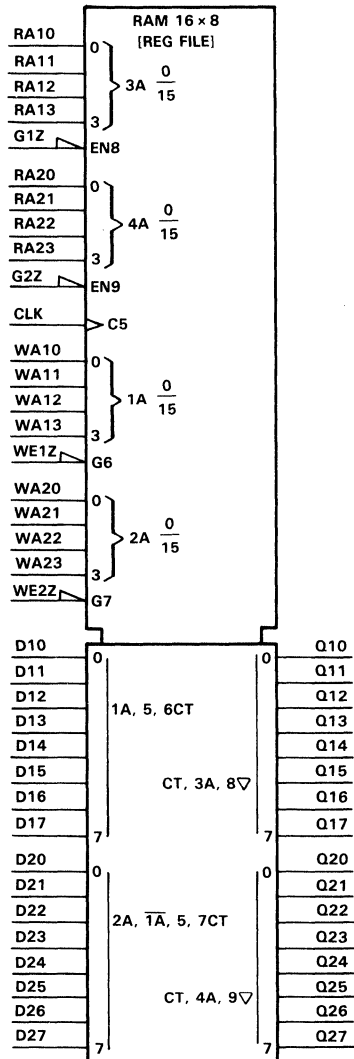 RAM 16 × 8
[REG FILE]
RA10
0
RA11
RA12
3A 0/15
RA13
3
G1Z
EN8
RA20
0
RA21
RA22
4A 0/15
RA23
3
G2Z
EN9
CLK
C5
WA10
0
WA11
WA12
1A 0/15
WA13
3
WE1Z
G6
WA20
0
WA21
WA22
2A 0/15
WA23
3
WE2Z
G7
D10
0
0
Q10
D11
Q11
D12
1A, 5, 6CT
Q12
D13
Q13
D14
Q14
D15
CT, 3A, 8▽
Q15
D16
Q16
D17
7
7
Q17
D20
0
0
Q20
D21
Q21
D22
2A, 1A̅, 5, 7CT
Q22
D23
Q23
D24
Q24
D25
CT, 4A, 9▽
Q25
D26
Q26
D27
7
7
Q27